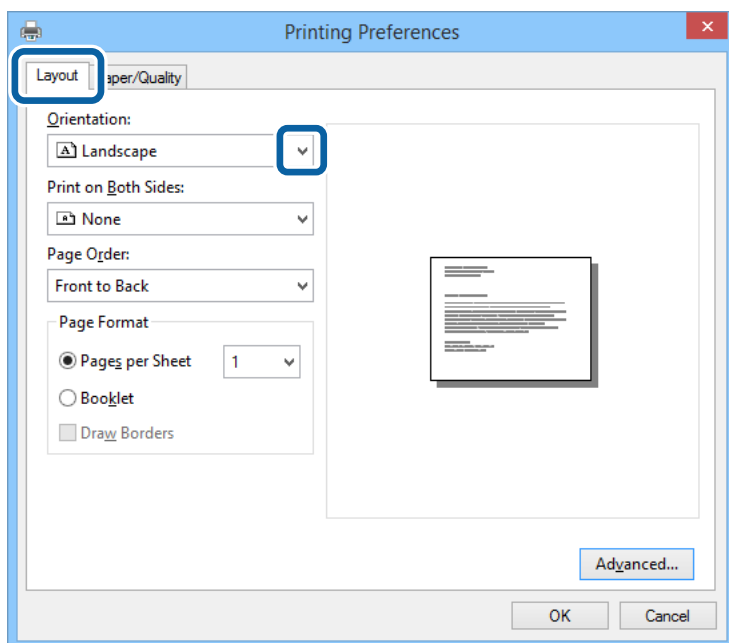 Printing Preferences
Layout
aper/Quality
Orientation:
Landscape
Print on Both Sides:
None
Page Order:
Front to Back
Page Format
Pages per Sheet 1
Booklet
Draw Borders
Advanced...
OK Cancel